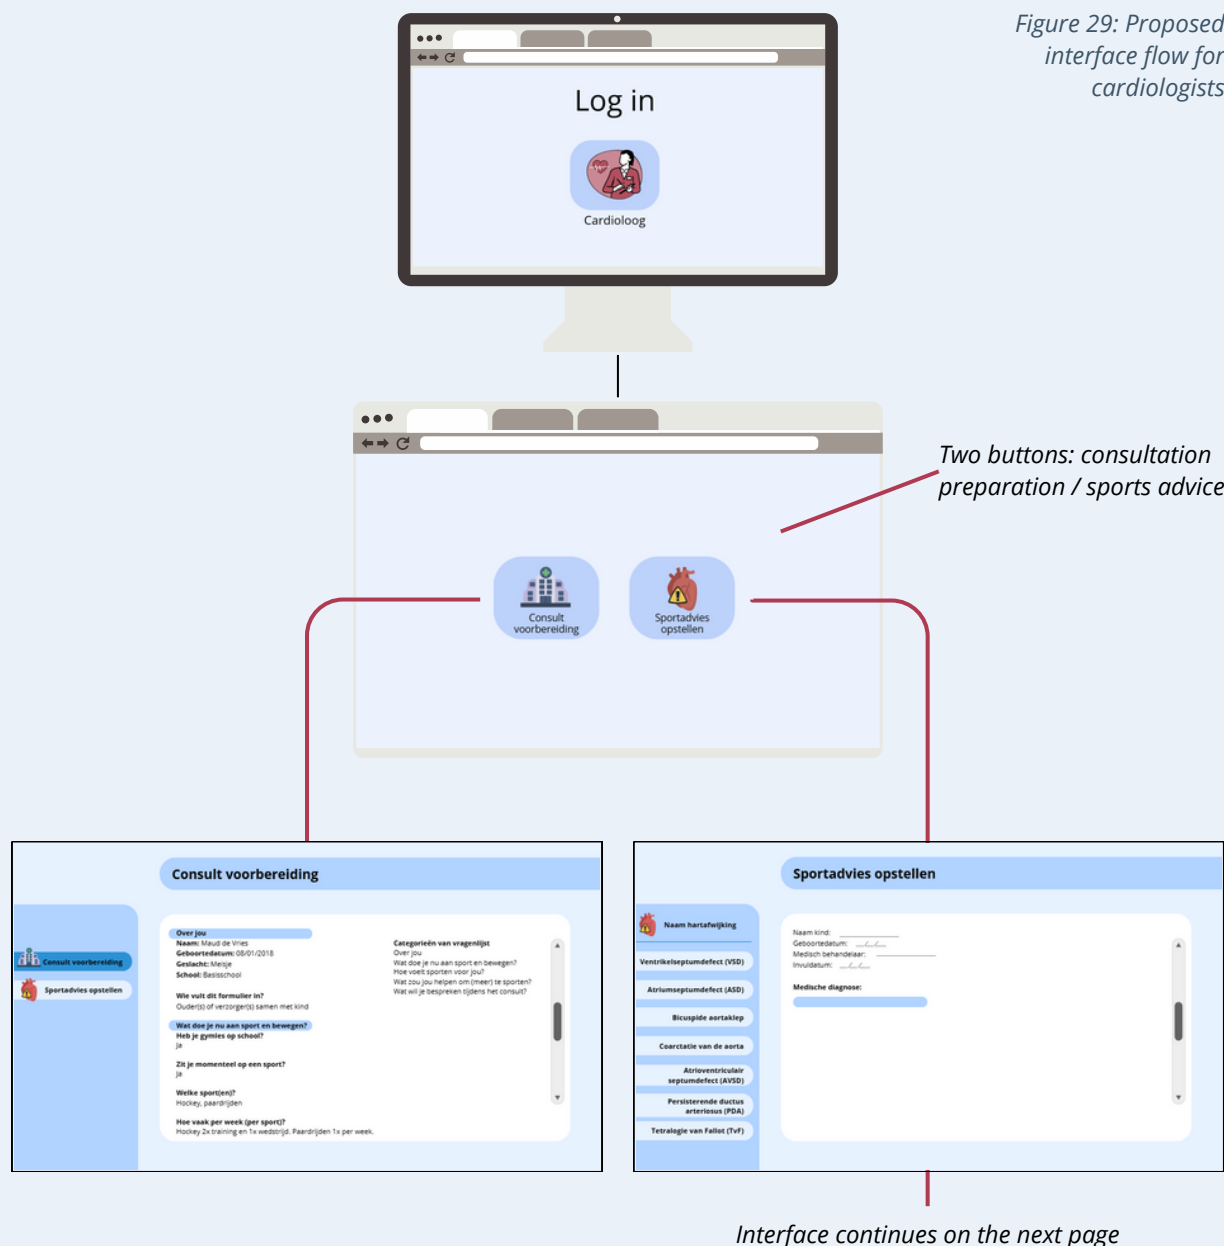 Figure 29: Proposed
interface flow for
cardiologists
Log in
Cardioloog
Two buttons: consultation
preparation / sports advice
Consult
voorbereiding
Sportadvies
opstellen
Consult voorbereiding
Consult voorbereiding
Sportadvies opstellen
Over jou
Naam: Maud de Vries
Geboortedatum: 08/01/2018
Geslacht: Meisje
School: Basisschool
Wie vult dit formulier in?
Ouder(s) of verzorger(s) samen met kind
Wat doe je nu aan sport en bewegen?
Heb je gymles op school?
Ja
Zit je momenteel op een sport?
Ja
Welke sport(en)?
Hockey, paardrijden
Hoe vaak per week (per sport)?
Hockey 2x training en 1x wedstrijd. Paardrijden 1x per week.
Categorieën van vragenlijst
Over jou
Wat doe je nu aan sport en bewegen?
Hoe voelt sporten voor jou?
Wat zou jou helpen om (meer) te sporten?
Wat wil je bespreken tijdens het consult?
Sportadvies opstellen
Naam hartafwijking
Ventrikelseptumdefect (VSD)
Atriumseptumdefect (ASD)
Bicuspide aortaklep
Coarctatie van de aorta
Atrioventriculair
septumdefect (AVSD)
Persisterende ductus
arteriosus (PDA)
Tetralogie van Fallot (TvF)
Naam kind: ____________
Geboortedatum: __/__/__
Medisch behandelaar: ____________
Invuldatum: __/__/__
Medische diagnose:
Interface continues on the next page